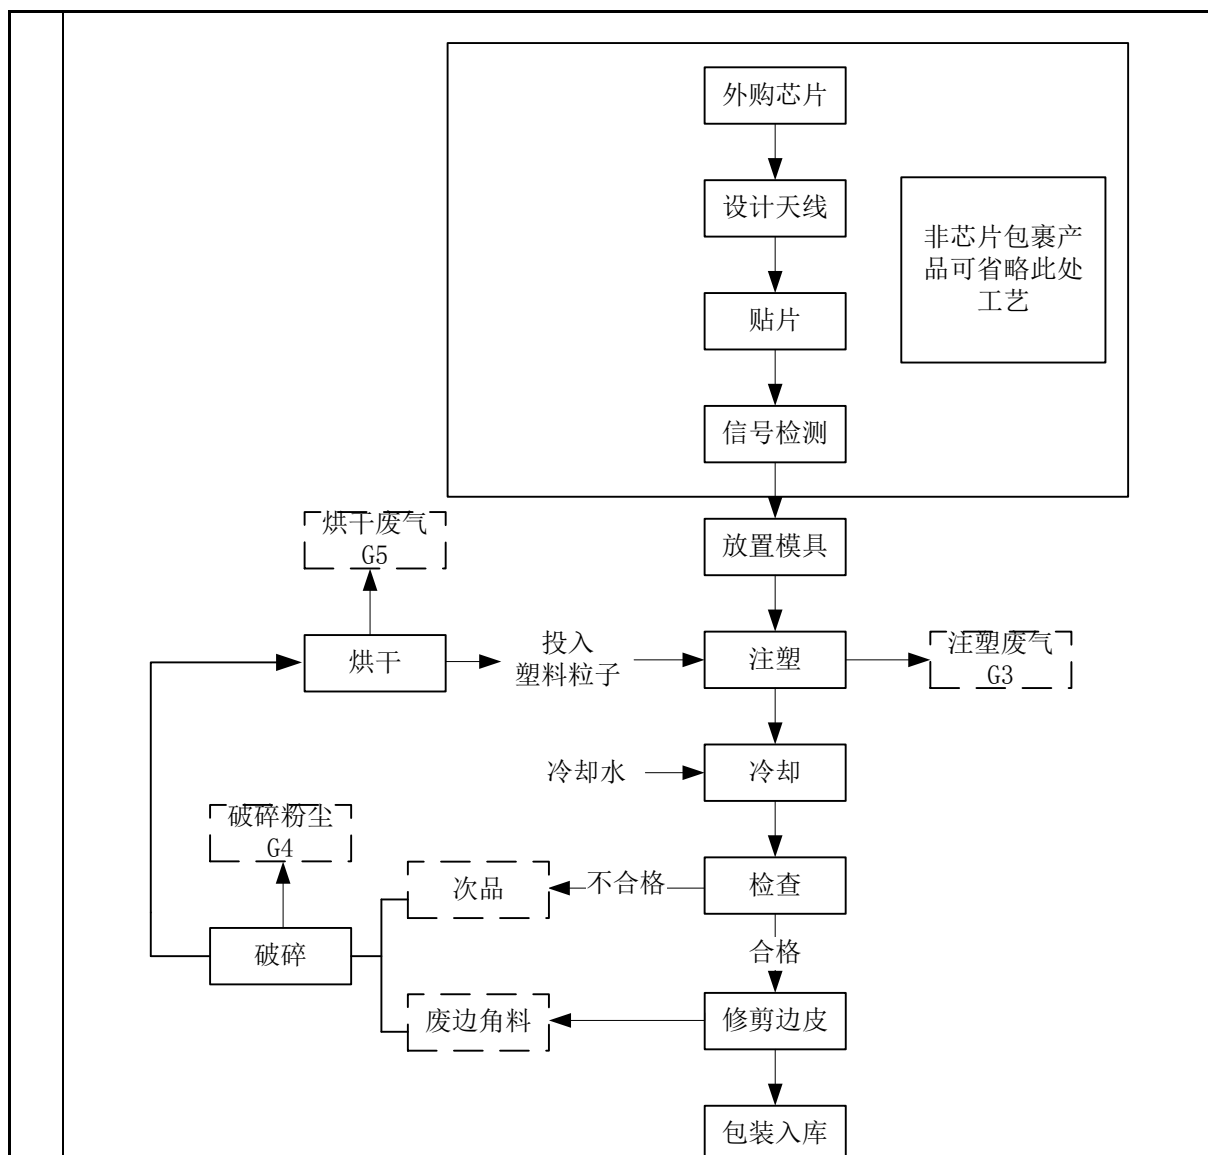 外购芯片
设计天线
非芯片包裹产
品可省略此处
工艺
贴片
信号检测
烘干废气
G5
放置模具
烘干
投入
塑料粒子
注塑
注塑废气
G3
冷却水
冷却
破碎粉尘
G4
次品
不合格
检查
破碎
合格
废边角料
修剪边皮
包装入库